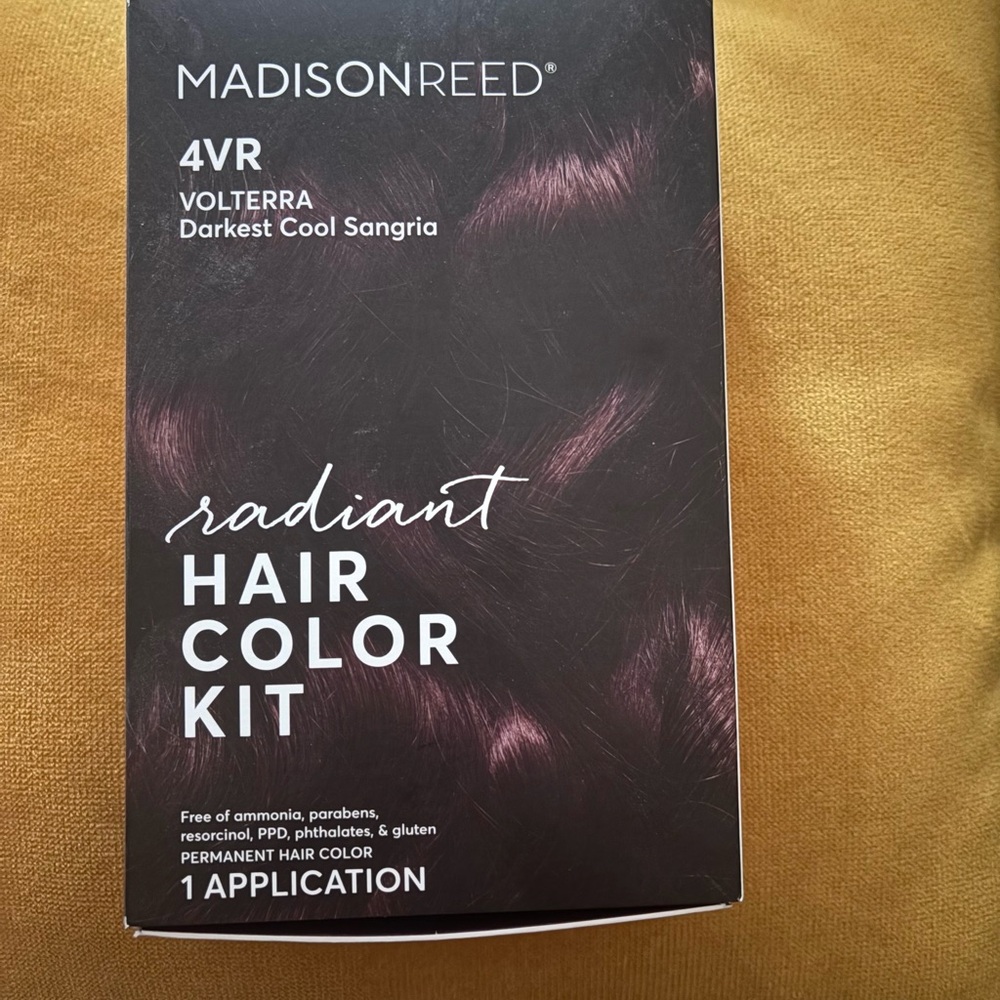 MADISONREED®
4VR
VOLTERRA
Darkest Cool Sangria
radiant
HAIR
COLOR
KIT
Free of ammonia, parabens,
resorcinol, PPD, phthalates, & gluten
PERMANENT HAIR COLOR
1 APPLICATION